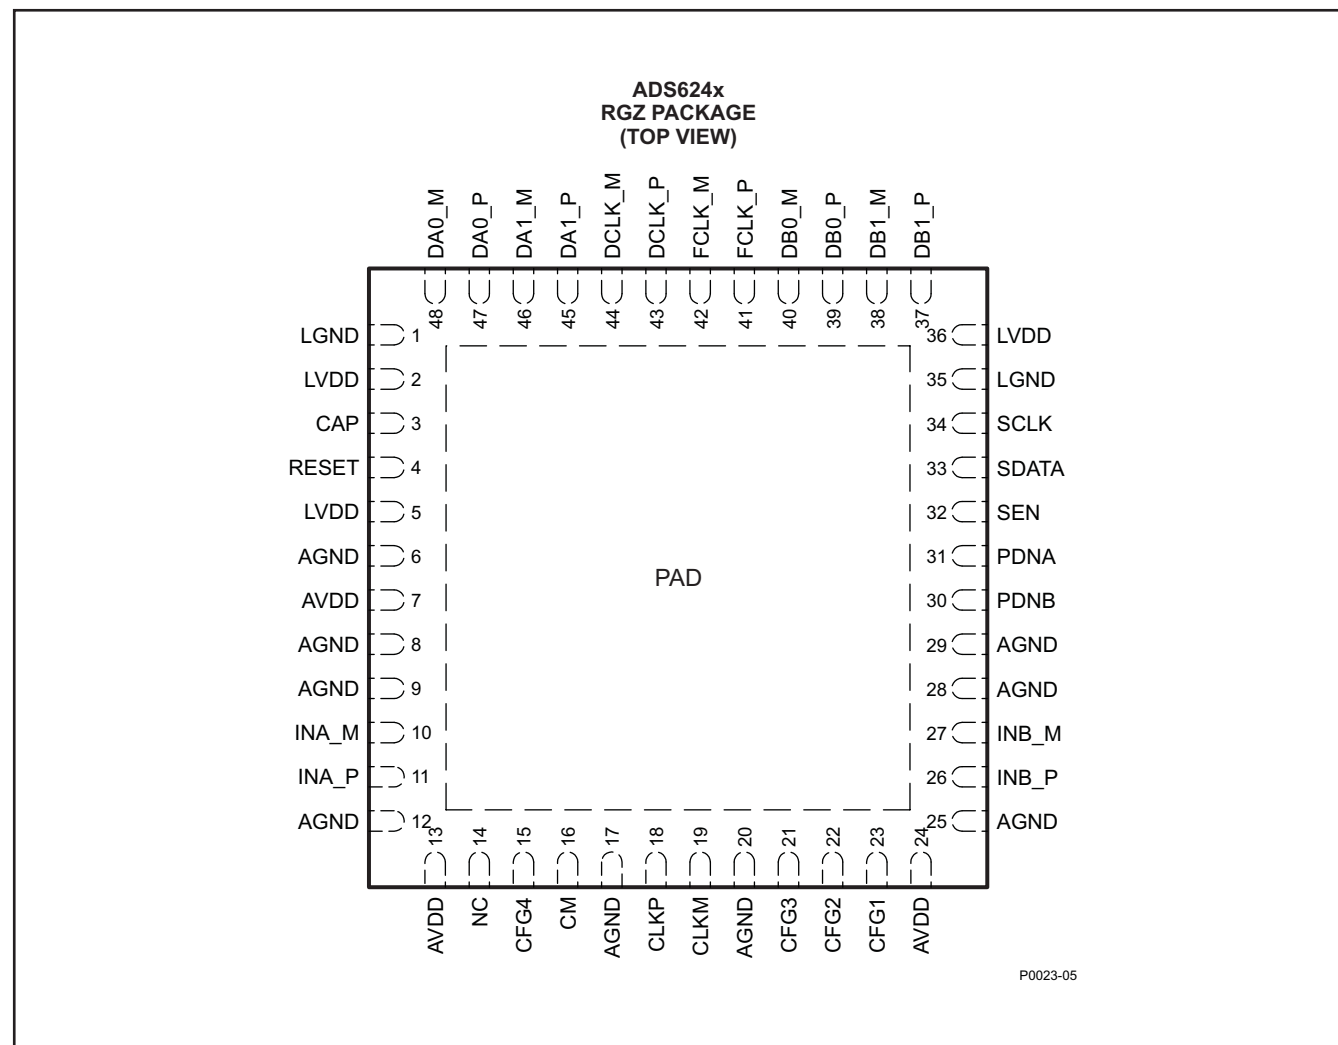 ADS624x
RGZ PACKAGE
(TOP VIEW)
DA0_M
DA0_P
DA1_M
DA1_P
DCLK_M
DCLK_P
FCLK_M
FCLK_P
DB0_M
DB0_P
DB1_M
DB1_P
48
47
46
45
44
43
42
41
40
39
38
37
LGND 1
36 LVDD
LVDD 2
35 LGND
CAP 3
34 SCLK
RESET 4
33 SDATA
LVDD 5
32 SEN
AGND 6
31 PDNA
PAD
AVDD 7
30 PDNB
AGND 8
29 AGND
AGND 9
28 AGND
INA_M 10
27 INB_M
INA_P 11
26 INB_P
AGND 12
25 AGND
13
14
15
16
17
18
19
20
21
22
23
24
AVDD
NC
CFG4
CM
AGND
CLKP
CLKM
AGND
CFG3
CFG2
CFG1
AVDD
P0023-05